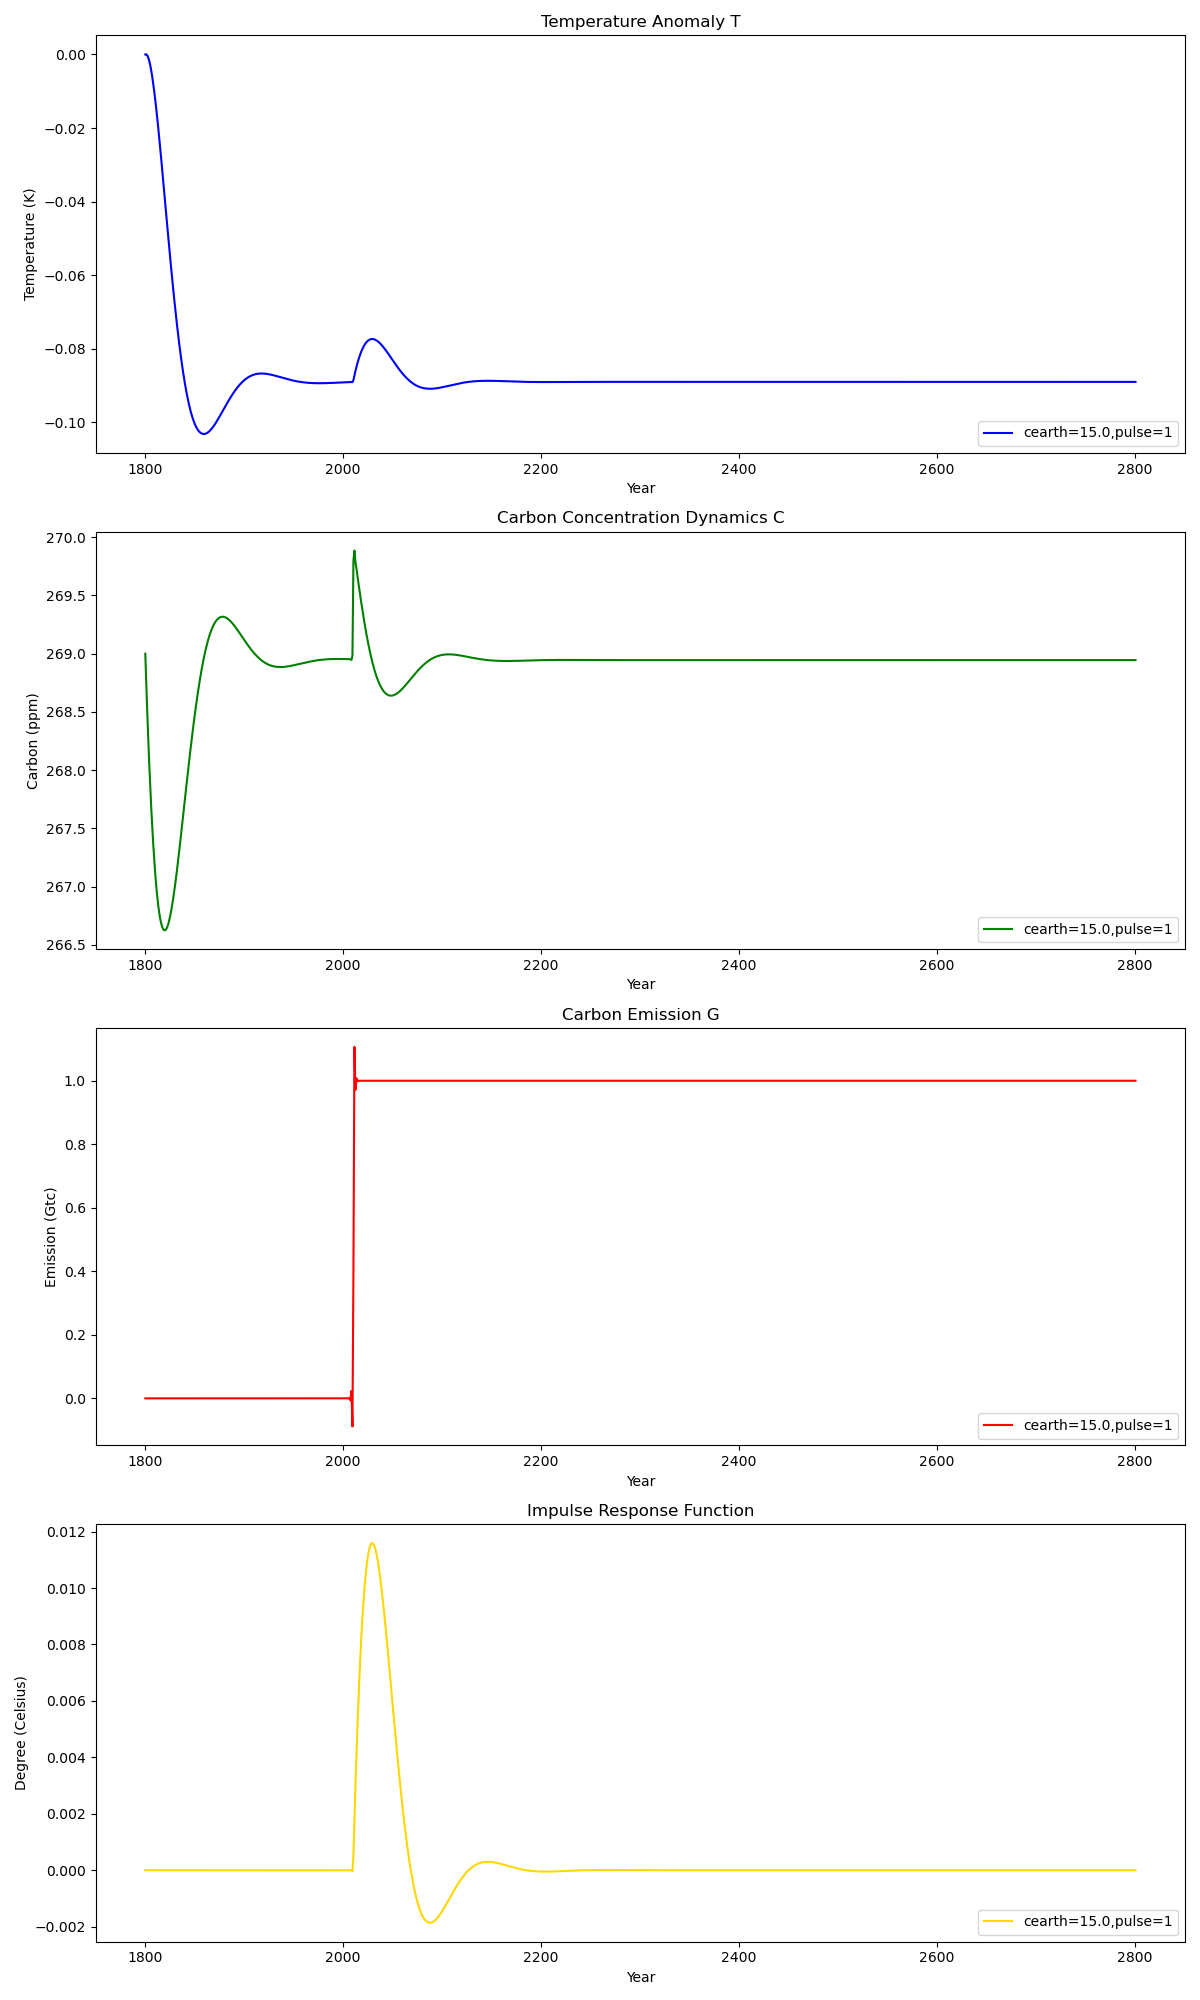 Temperature Anomaly T
Temperature (K)
0.00
−0.02
−0.04
−0.06
−0.08
−0.10
cearth=15.0,pulse=1
1800 2000 2200 2400 2600 2800
Year
Carbon Concentration Dynamics C
Carbon (ppm)
270.0
269.5
269.0
268.5
268.0
267.5
267.0
266.5
cearth=15.0,pulse=1
1800 2000 2200 2400 2600 2800
Year
Carbon Emission G
Emission (Gtc)
1.0
0.8
0.6
0.4
0.2
0.0
cearth=15.0,pulse=1
1800 2000 2200 2400 2600 2800
Year
Impulse Response Function
Degree (Celsius)
0.012
0.010
0.008
0.006
0.004
0.002
0.000
−0.002
cearth=15.0,pulse=1
1800 2000 2200 2400 2600 2800
Year